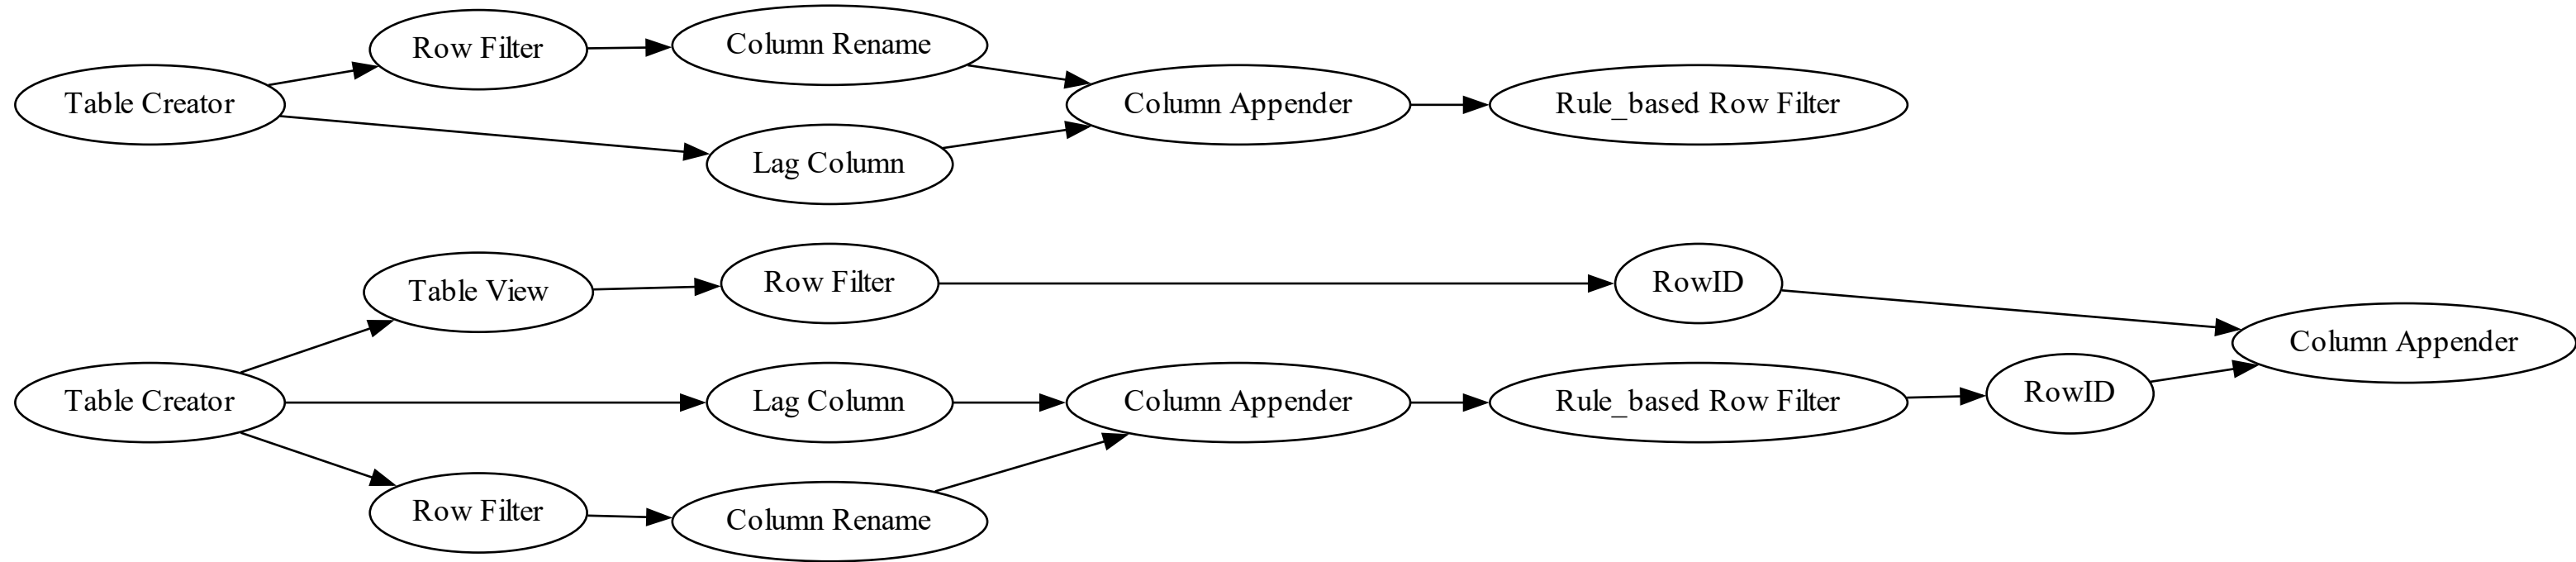 Row Filter
Column Rename
Table Creator
Column Appender
Rule_based Row Filter
Lag Column
Table View
Row Filter
RowID
Column Appender
Table Creator
Lag Column
Column Appender
Rule_based Row Filter
RowID
Row Filter
Column Rename